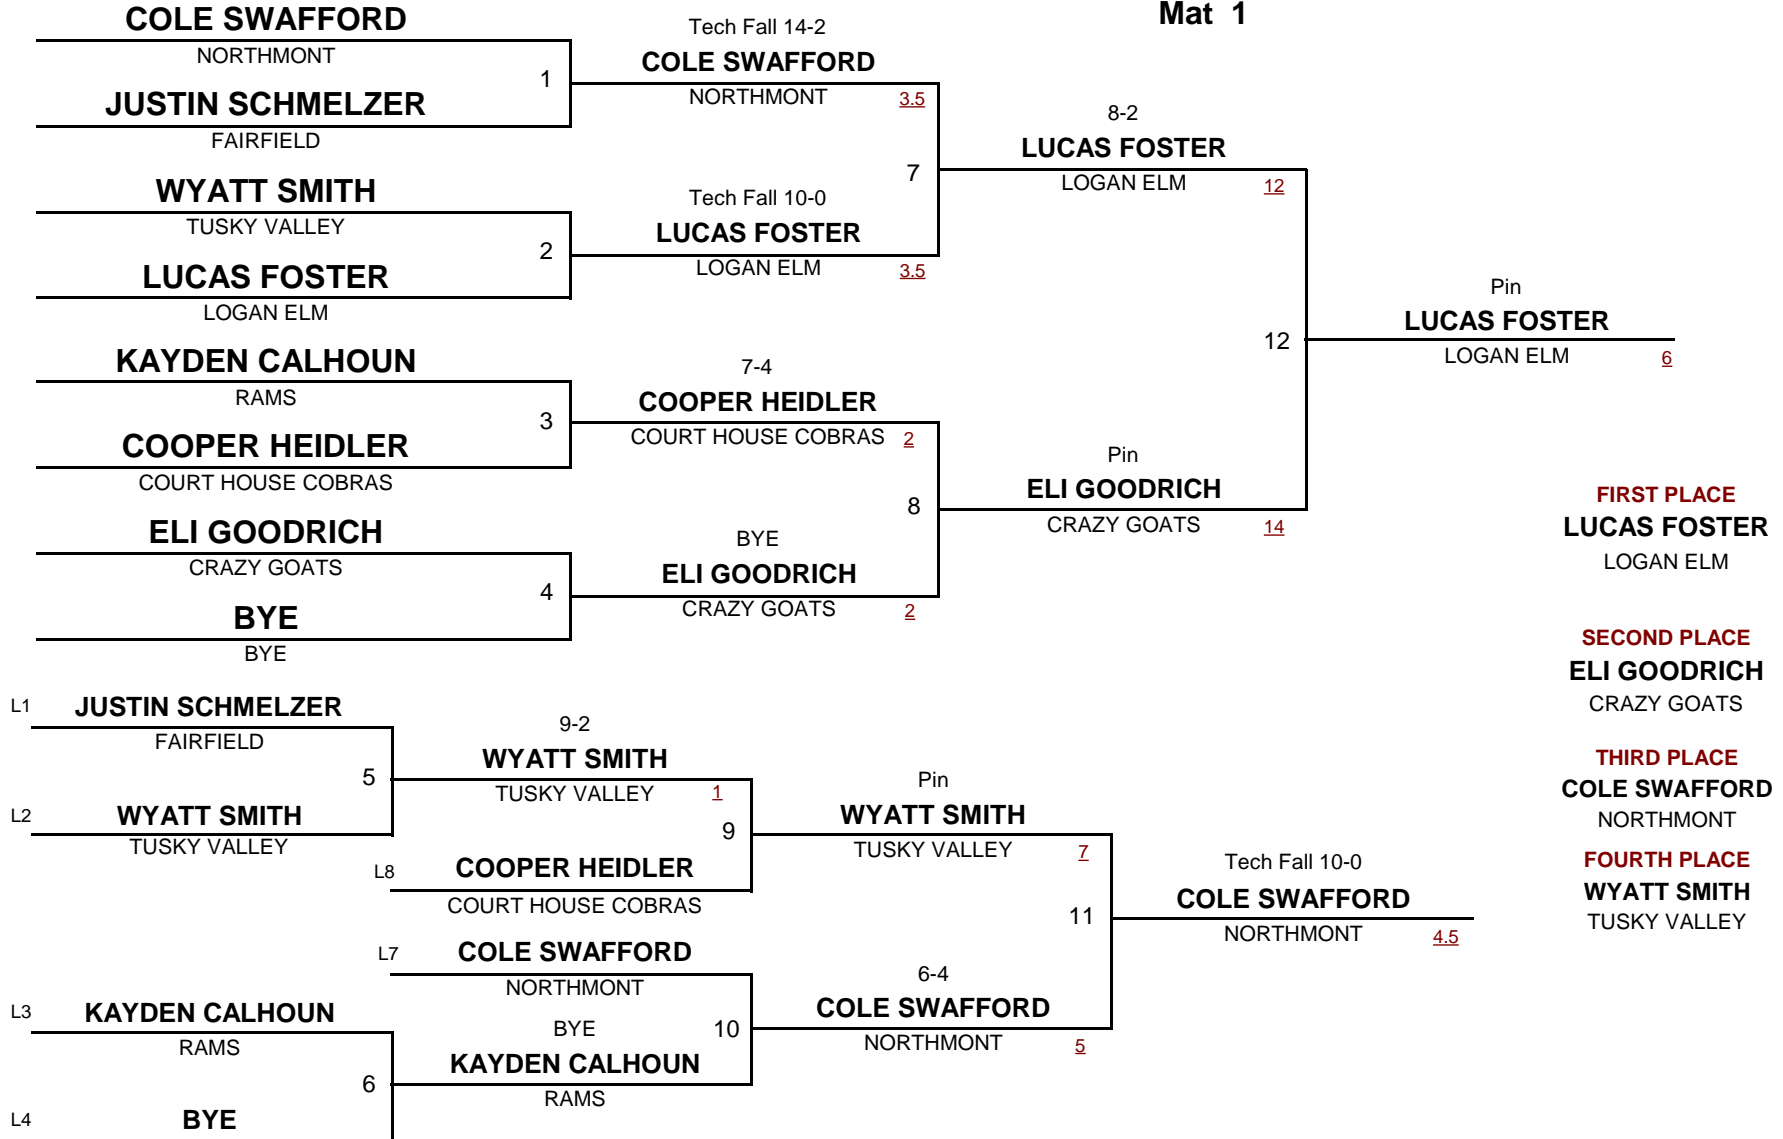 Mat 1
COLE SWAFFORD
NORTHMONT
1
JUSTIN SCHMELZER
FAIRFIELD
WYATT SMITH
TUSKY VALLEY
2
LUCAS FOSTER
LOGAN ELM
KAYDEN CALHOUN
RAMS
3
COOPER HEIDLER
COURT HOUSE COBRAS
ELI GOODRICH
CRAZY GOATS
4
BYE
BYE
Tech Fall 14-2
COLE SWAFFORD
NORTHMONT 3.5
7
Tech Fall 10-0
LUCAS FOSTER
LOGAN ELM 3.5
7-4
COOPER HEIDLER
COURT HOUSE COBRAS 2
8
BYE
ELI GOODRICH
CRAZY GOATS 2
8-2
LUCAS FOSTER
LOGAN ELM 12
12
Pin
ELI GOODRICH
CRAZY GOATS 14
Pin
LUCAS FOSTER
LOGAN ELM 6
FIRST PLACE
LUCAS FOSTER
LOGAN ELM
SECOND PLACE
ELI GOODRICH
CRAZY GOATS
THIRD PLACE
COLE SWAFFORD
NORTHMONT
FOURTH PLACE
WYATT SMITH
TUSKY VALLEY
L1 JUSTIN SCHMELZER
FAIRFIELD
5
L2 WYATT SMITH
TUSKY VALLEY
L3 KAYDEN CALHOUN
RAMS
6
L4 BYE
9-2
WYATT SMITH
TUSKY VALLEY 1
9
L8 COOPER HEIDLER
COURT HOUSE COBRAS
L7 COLE SWAFFORD
NORTHMONT
BYE 10
KAYDEN CALHOUN
RAMS
Pin
WYATT SMITH
TUSKY VALLEY 7
11
6-4
COLE SWAFFORD
NORTHMONT 5
Tech Fall 10-0
COLE SWAFFORD
NORTHMONT 4.5